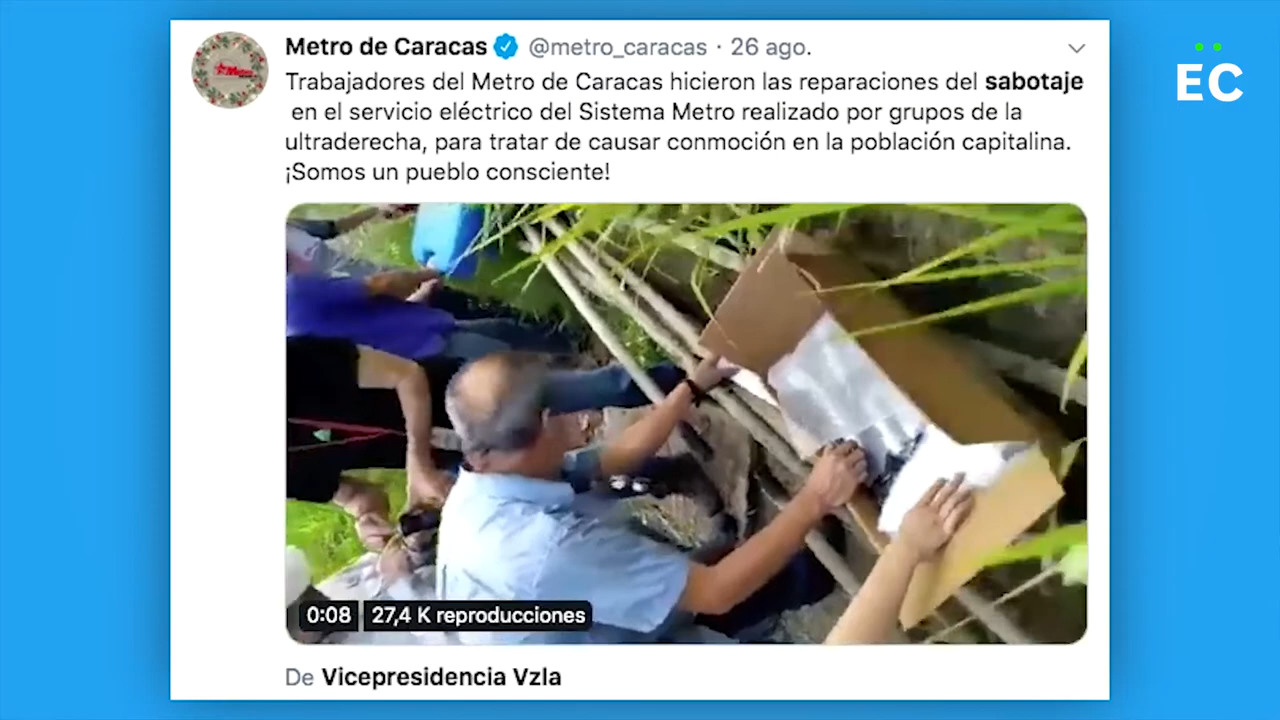 Metro de Caracas @metro_caracas · 26 ago.
Trabajadores del Metro de Caracas hicieron las reparaciones del sabotaje
en el servicio eléctrico del Sistema Metro realizado por grupos de la
ultraderecha, para tratar de causar conmoción en la población capitalina.
¡Somos un pueblo consciente!
0:08 27,4 K reproducciones
De Vicepresidencia Vzla
ËC
Metro